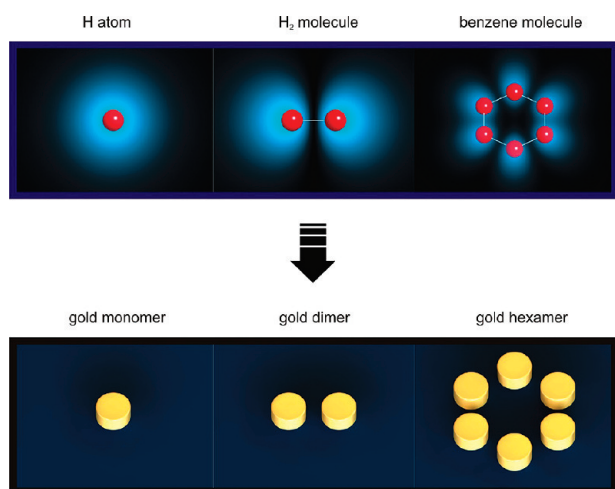 H atom
H₂ molecule
benzene molecule
gold monomer
gold dimer
gold hexamer